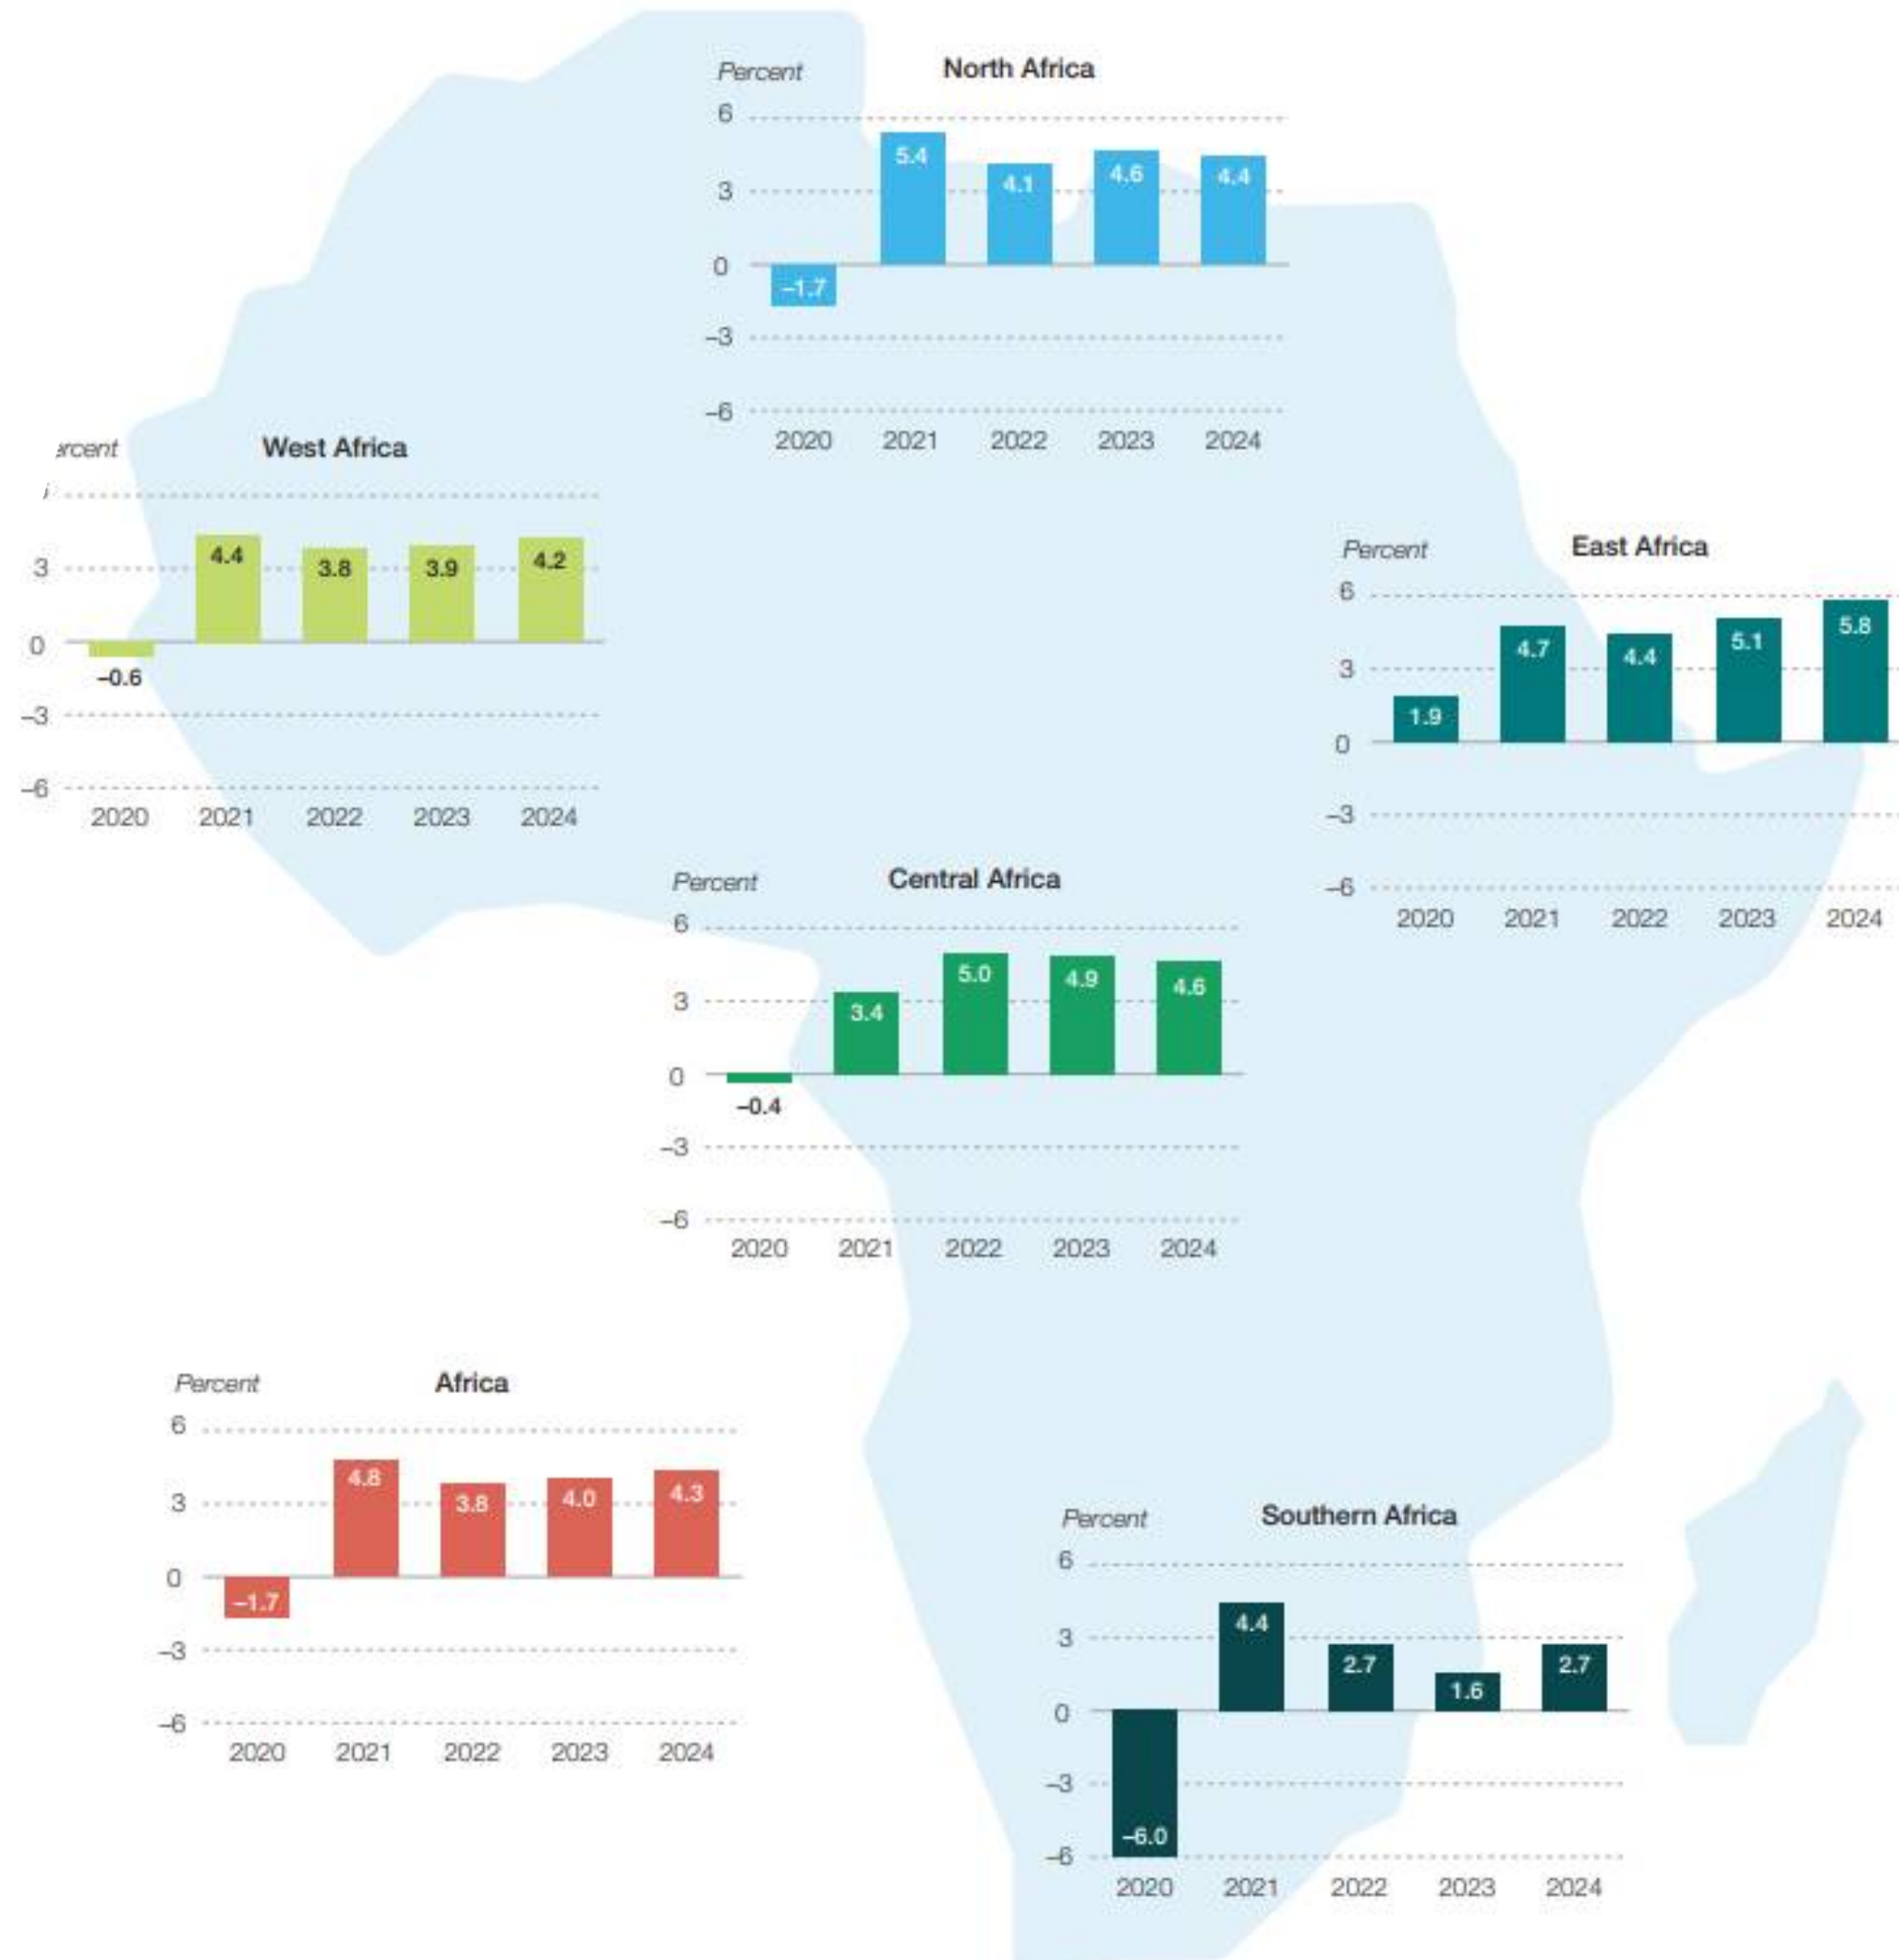 Percent North Africa
6
5.4 4.1 4.6 4.4
3
0
–1.7
–3
–6
2020 2021 2022 2023 2024
West Africa
4.4 3.8 3.9 4.2
3
0
–0.6
–3
–6
2020 2021 2022 2023 2024
Percent East Africa
6
4.7 4.4 5.1 5.8
3
1.9
0
–3
–6
2020 2021 2022 2023 2024
Percent Central Africa
6
5.0 4.9 4.6
3
3.4
0
–0.4
–3
–6
2020 2021 2022 2023 2024
Percent Africa
6
4.8 3.8 4.0 4.3
3
0
–1.7
–3
–6
2020 2021 2022 2023 2024
Percent Southern Africa
6
4.4
3
2.7 1.6 2.7
0
–3
–6.0
–6
2020 2021 2022 2023 2024